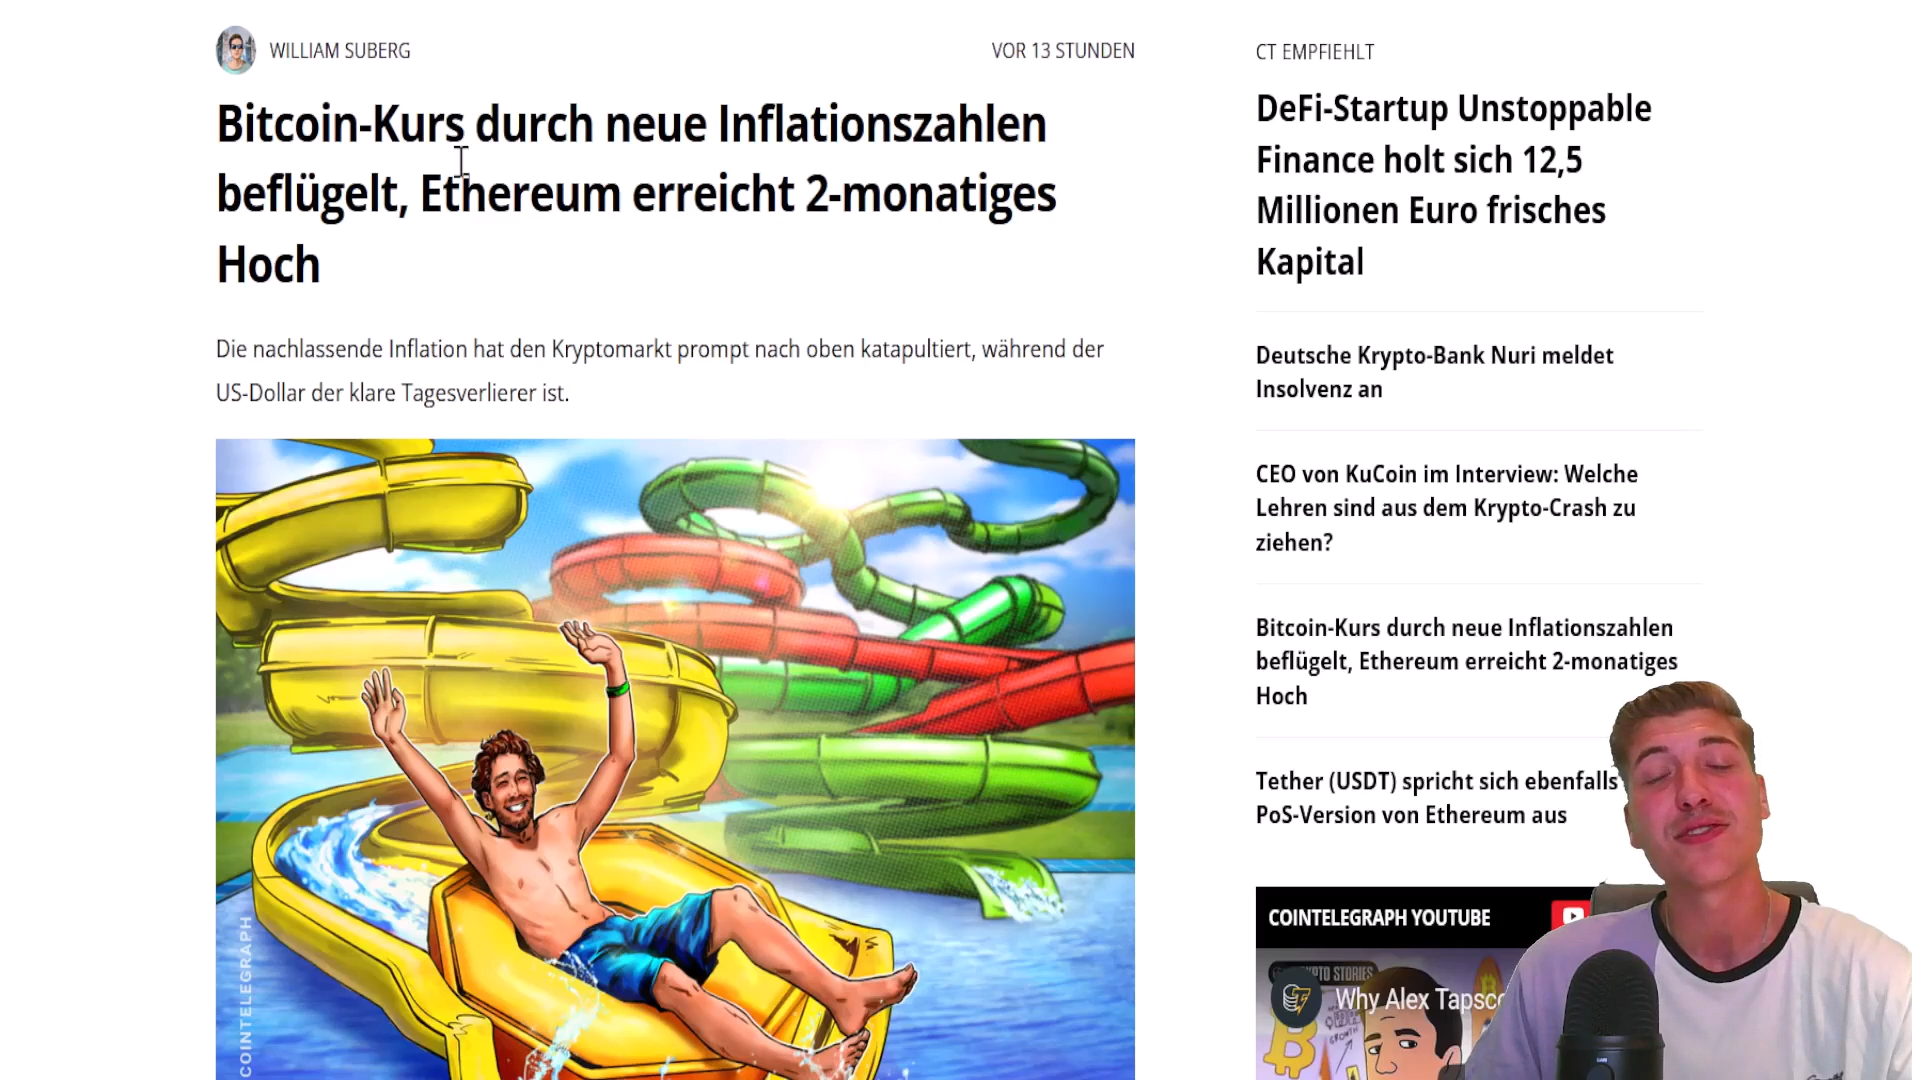 WILLIAM SUBERG
VOR 13 STUNDEN
Bitcoin-Kurs durch neue Inflationszahlen
beflügelt, Ethereum erreicht 2-monatiges
Hoch
Die nachlassende Inflation hat den Kryptomarkt prompt nach oben katapultiert, während der
US-Dollar der klare Tagesverlierer ist.
COINTELEGRAPH
CT EMPFIEHLT
DeFi-Startup Unstoppable
Finance holt sich 12,5
Millionen Euro frisches
Kapital
Deutsche Krypto-Bank Nuri meldet
Insolvenz an
CEO von KuCoin im Interview: Welche
Lehren sind aus dem Krypto-Crash zu
ziehen?
Bitcoin-Kurs durch neue Inflationszahlen
beflügelt, Ethereum erreicht 2-monatiges
Hoch
Tether (USDT) spricht sich ebenfalls
PoS-Version von Ethereum aus
COINTELEGRAPH YOUTUBE
STORIES
Why Alex Tapsc